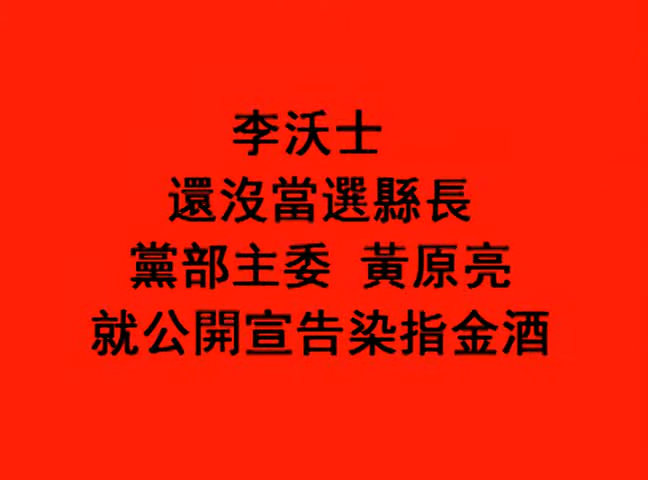 李沃士
還沒當選縣長
黨部主委 黃原亮
就公開宣告染指金酒